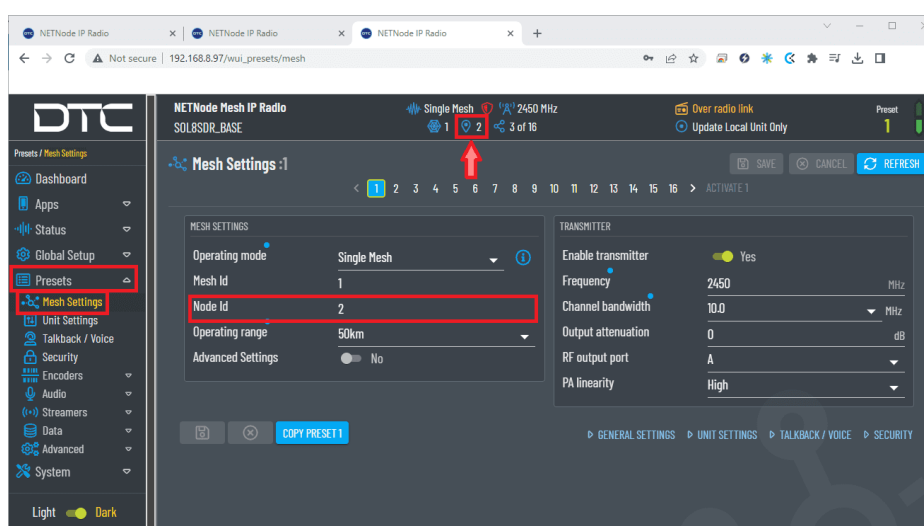 NETNode IP Radio
NETNode IP Radio
NETNode IP Radio
Not secure | 192.168.8.97/wui_presets/mesh
DTC
NETNode Mesh IP Radio
SOL8SDR_BASE
Single Mesh 2450 MHz
1 2 3 of 16
Over radio link
Update Local Unit Only
Preset
1
Presets / Mesh Settings
Dashboard
Apps
Status
Global Setup
Presets
Mesh Settings
Unit Settings
Talkback / Voice
Security
Encoders
Audio
Streamers
Data
Advanced
System
Light Dark
Mesh Settings :1
SAVE CANCEL REFRESH
< 1 2 3 4 5 6 7 8 9 10 11 12 13 14 15 16 > ACTIVATE 1
MESH SETTINGS
Operating mode Single Mesh
Mesh Id 1
Node Id 2
Operating range 50km
Advanced Settings No
TRANSMITTER
Enable transmitter Yes
Frequency 2450 MHz
Channel bandwidth 10.0 MHz
Output attenuation 0 dB
RF output port A
PA linearity High
COPY PRESET 1
GENERAL SETTINGS UNIT SETTINGS TALKBACK / VOICE SECURITY